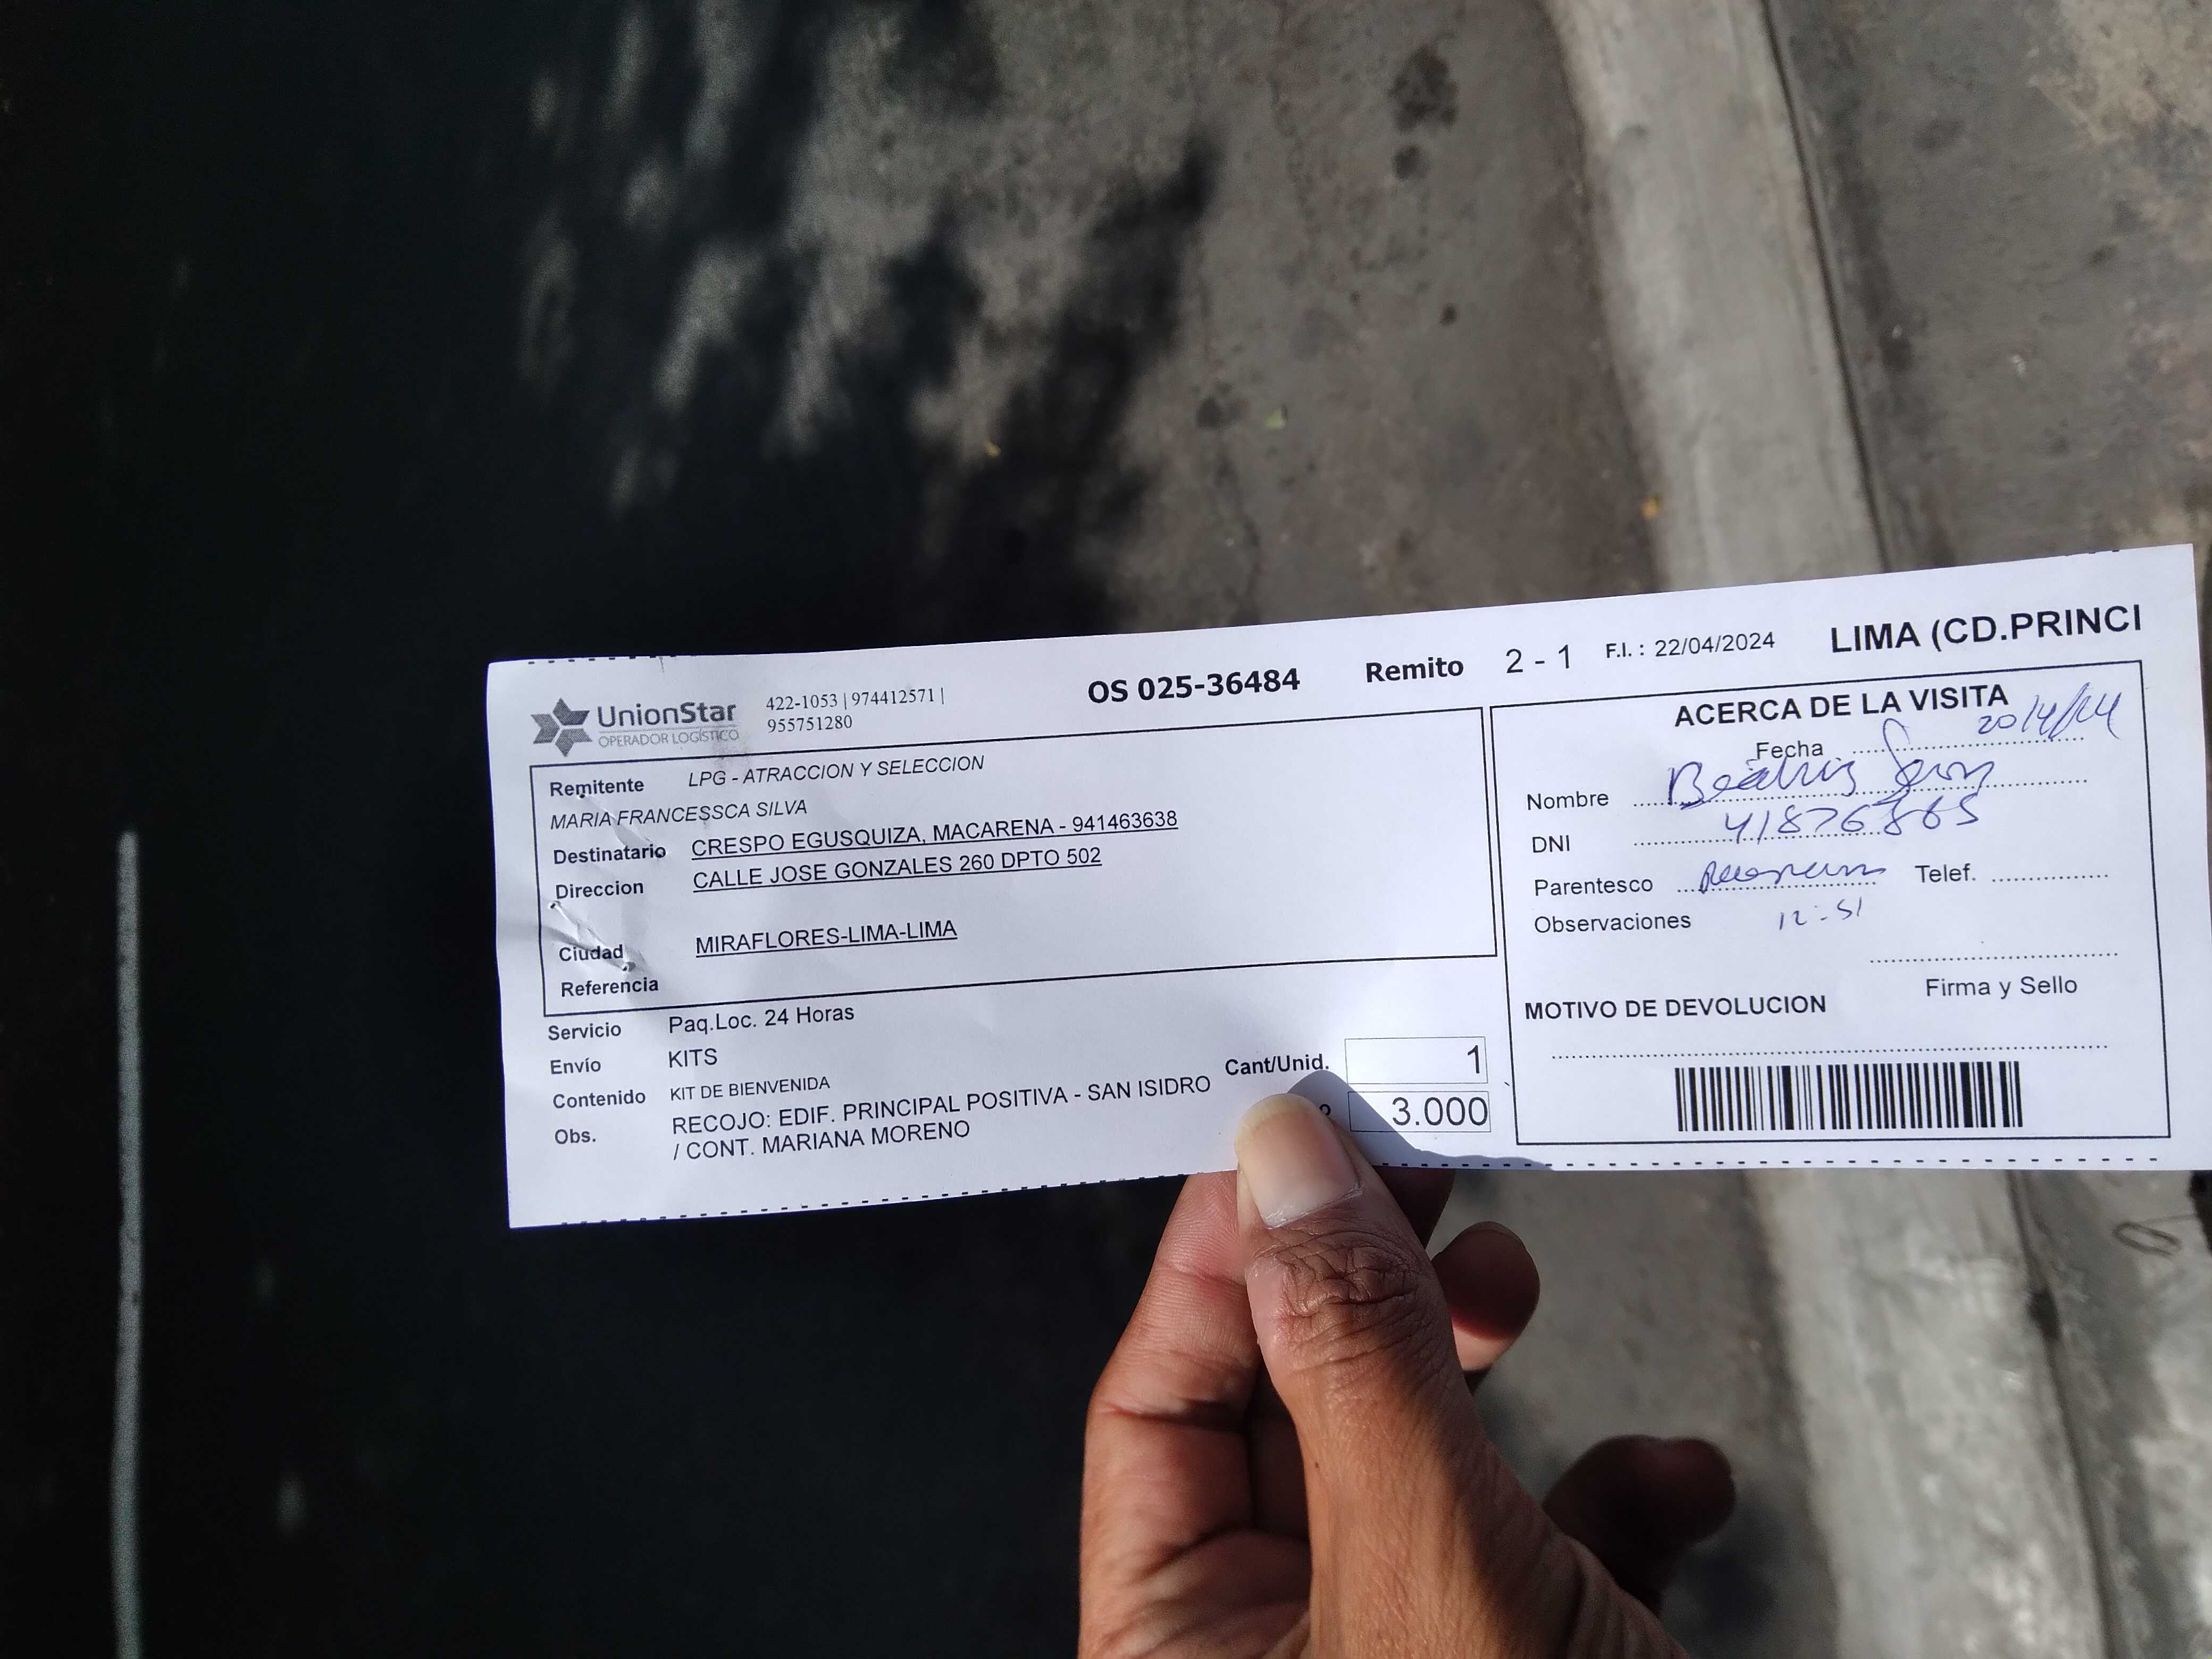 UnionStar
OPERADOR LOGÍSTICO
422-1053 | 974412571 |
955751280
OS 025-36484 Remito 2 - 1 F.I. : 22/04/2024 LIMA (CD.PRINCI
Remitente LPG - ATRACCION Y SELECCION
MARIA FRANCESSCA SILVA
Destinatario CRESPO EGUSQUIZA, MACARENA - 941463638
Direccion CALLE JOSE GONZALES 260 DPTO 502
Ciudad MIRAFLORES-LIMA-LIMA
Referencia
Servicio Paq.Loc. 24 Horas
Envío KITS
Contenido KIT DE BIENVENIDA
Obs. RECOJO: EDIF. PRINCIPAL POSITIVA - SAN ISIDRO
/ CONT. MARIANA MORENO
Cant/Unid. 1
3.000
ACERCA DE LA VISITA
Fecha
Nombre Beatriz
DNI 41876865
Parentesco Telef.
Observaciones 12:51
Firma y Sello
MOTIVO DE DEVOLUCION